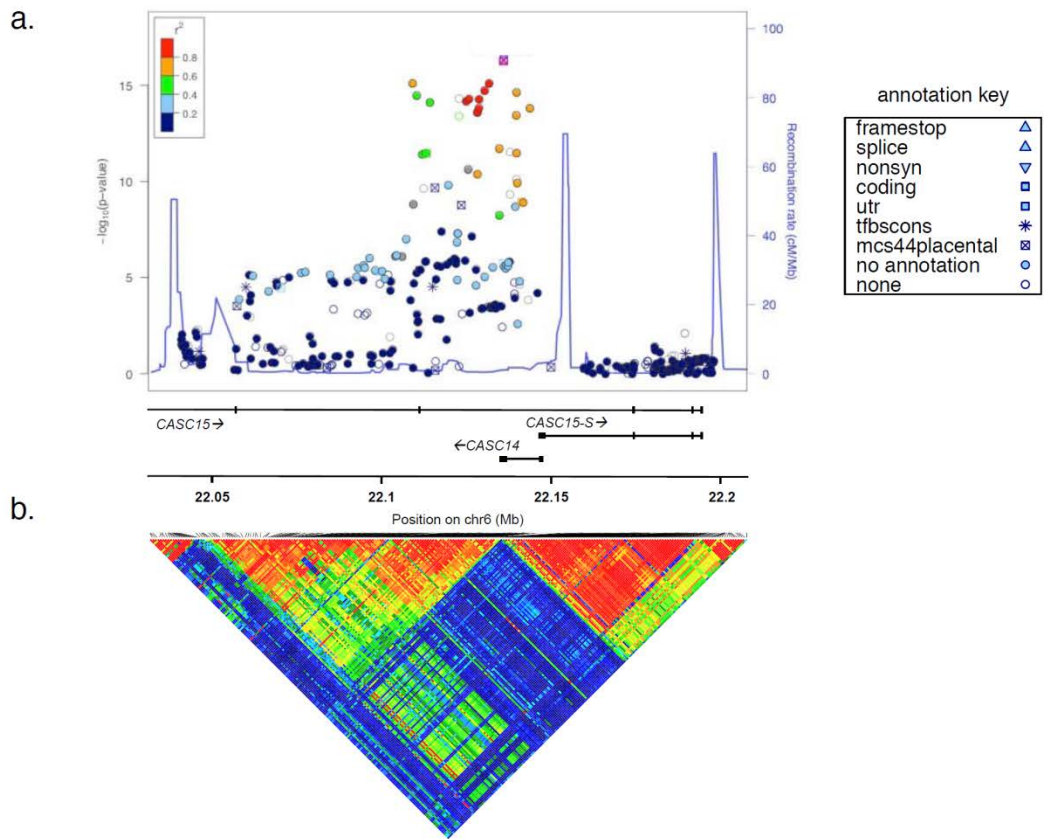 a.
r²
0.8
0.6
0.4
0.2
100
80
60
40
20
0
15
10
5
0
−log10(p−value)
Recombination rate (cM/Mb)
annotation key
framestop
splice
nonsyn
coding
utr
tfbscons
mcs44placental
no annotation
none
CASC15→
CASC15-S→
←CASC14
22.05 22.1 22.15 22.2
Position on chr6 (Mb)
b.